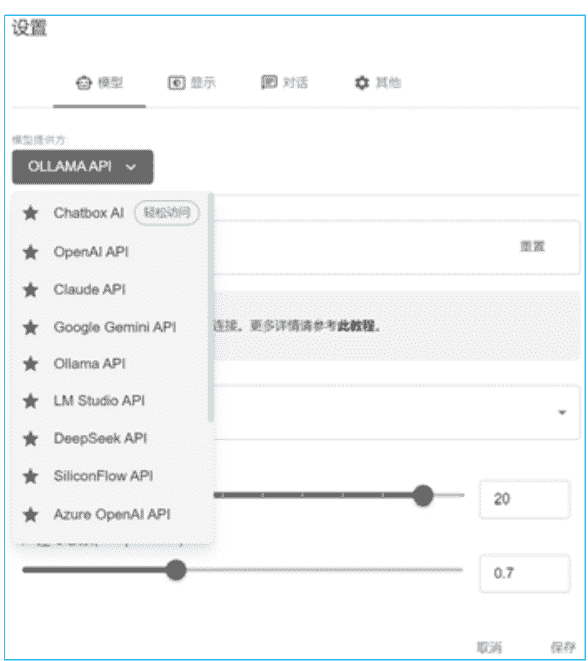 设置
模型 显示 对话 其他
模型提供方
OLLAMA API
Chatbox AI 轻松访问
OpenAI API
重置
Claude API
Google Gemini API
连接。更多详情请参考此教程。
Ollama API
LM Studio API
DeepSeek API
SiliconFlow API
20
Azure OpenAI API
0.7
取消 保存